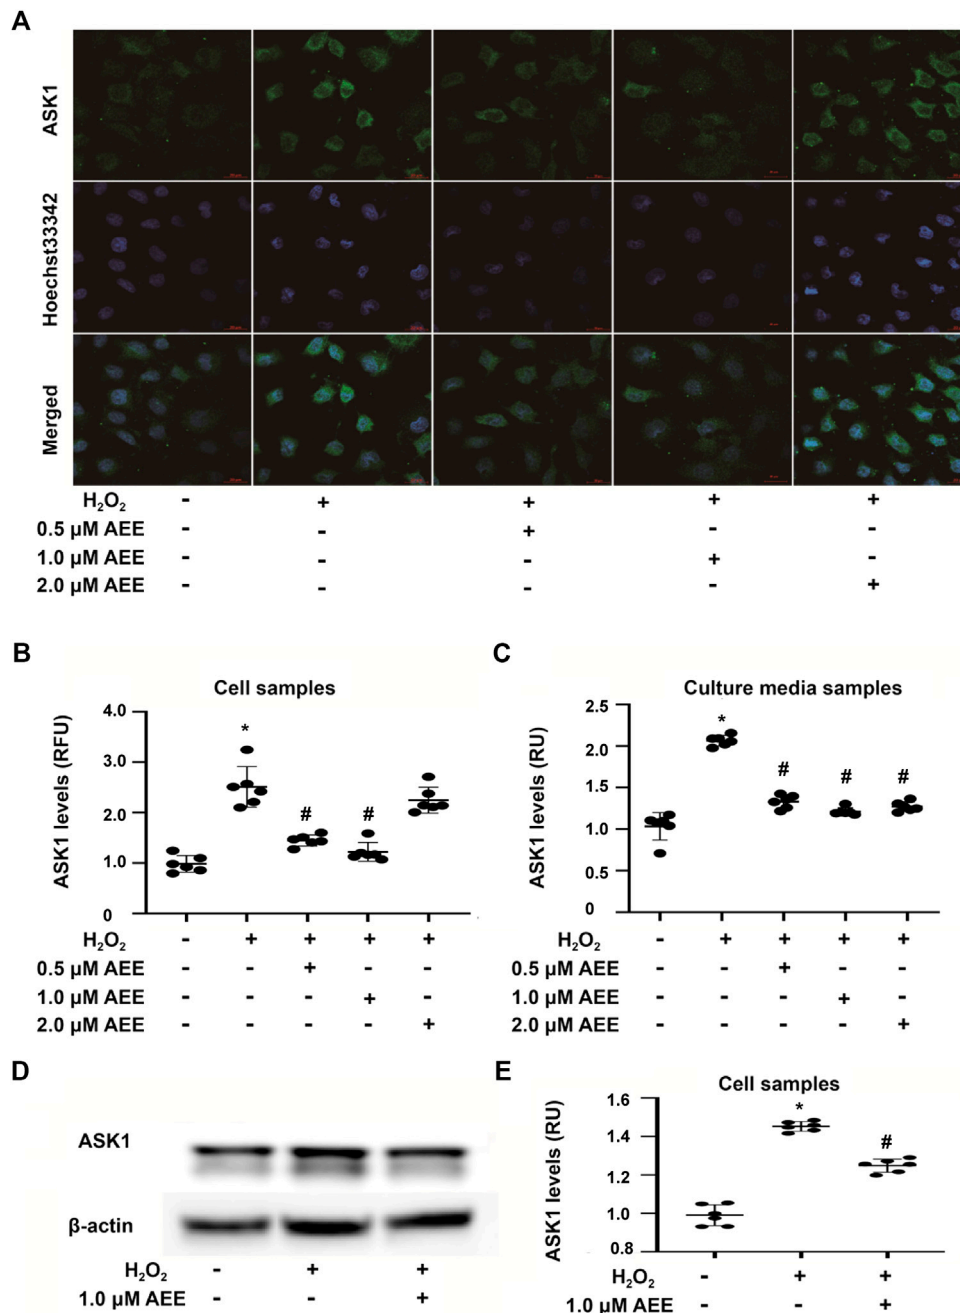 A
ASK1
Hoechst33342
Merged
H₂O₂ - + + + +
0.5 μM AEE - - + - -
1.0 μM AEE - - - + -
2.0 μM AEE - - - - +
B
Cell samples
ASK1 levels (RFU)
4.0
3.0
2.0
1.0
0
* # #
H₂O₂ - + + + +
0.5 μM AEE - - + - -
1.0 μM AEE - - - + -
2.0 μM AEE - - - - +
C
Culture media samples
ASK1 levels (RU)
2.5
2.0
1.5
1.0
0.5
0
* # # #
H₂O₂ - + + + +
0.5 μM AEE - - + - -
1.0 μM AEE - - - + -
2.0 μM AEE - - - - +
D
ASK1
β-actin
H₂O₂ - + +
1.0 μM AEE - - +
E
Cell samples
ASK1 levels (RU)
1.6
1.4
1.2
1.0
0.8
* #
H₂O₂ - + +
1.0 μM AEE - - +